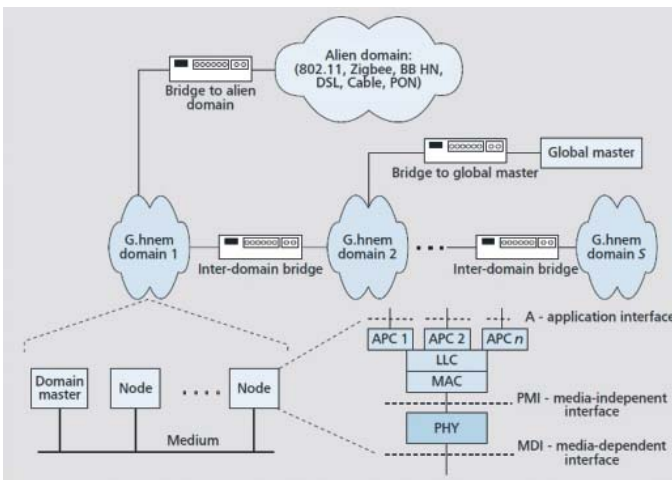 Alien domain:
(802.11, Zigbee, BB HN,
DSL, Cable, PON)
Bridge to alien
domain
Global master
Bridge to global master
G.hnem
domain 1
Inter-domain bridge
G.hnem
domain 2
Inter-domain bridge
G.hnem
domain S
A - application interface
APC 1
APC 2
APC n
LLC
MAC
Domain
master
Node
Node
PMI - media-indepenent
interface
PHY
Medium
MDI - media-dependent
interface